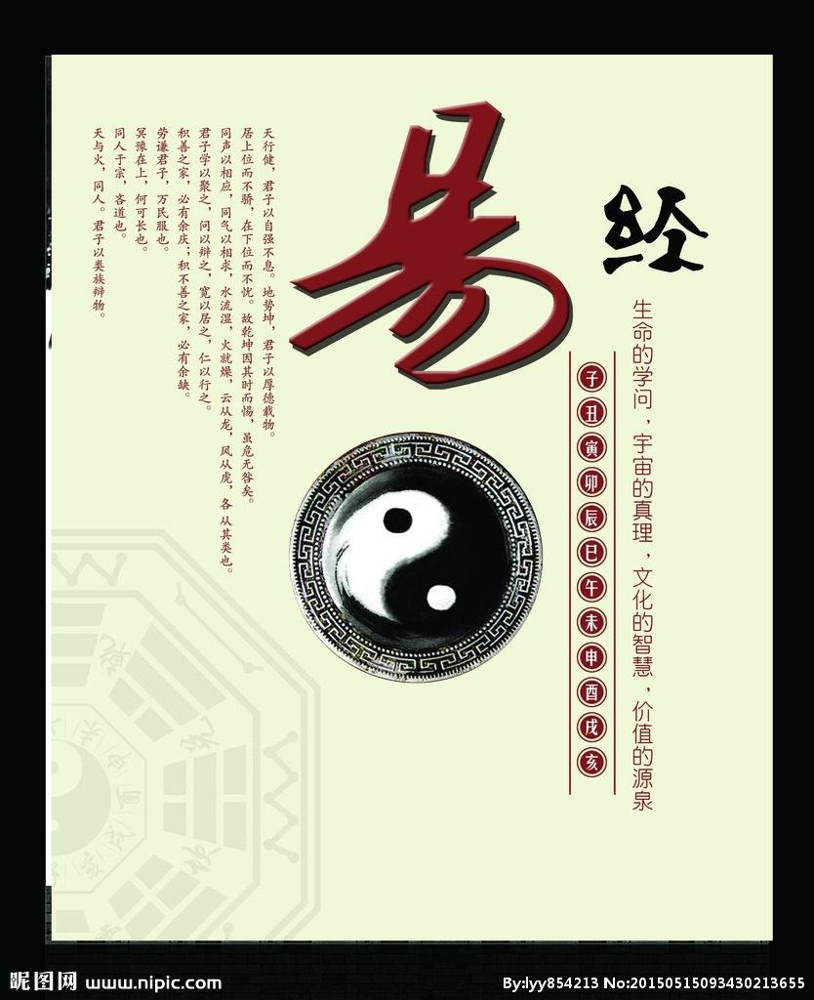 易
经
生命的学问，宇宙的真理，文化的智慧，价值的源泉
子丑寅卯辰巳午未申酉戌亥
天行健，君子以自强不息。地势坤，君子以厚德载物。
居上位而不骄，在下位而不忧。故乾坤因其时而惕，虽危无咎矣。
同声以相应，同气以相求，水流湿，火就燥，云从龙，风从虎，各从其类也。
君子学以聚之，问以辩之，宽以居之，仁以行之。
积善之家，必有余庆；积不善之家，必有余缺。
劳谦君子，万民服也。
冥豫在上，何可长也。
同人于宗，吝道也。
天与火，同人。君子以类族辩物。
昵图网 www.nipic.com
By:lyy854213 No:20150515093430213655